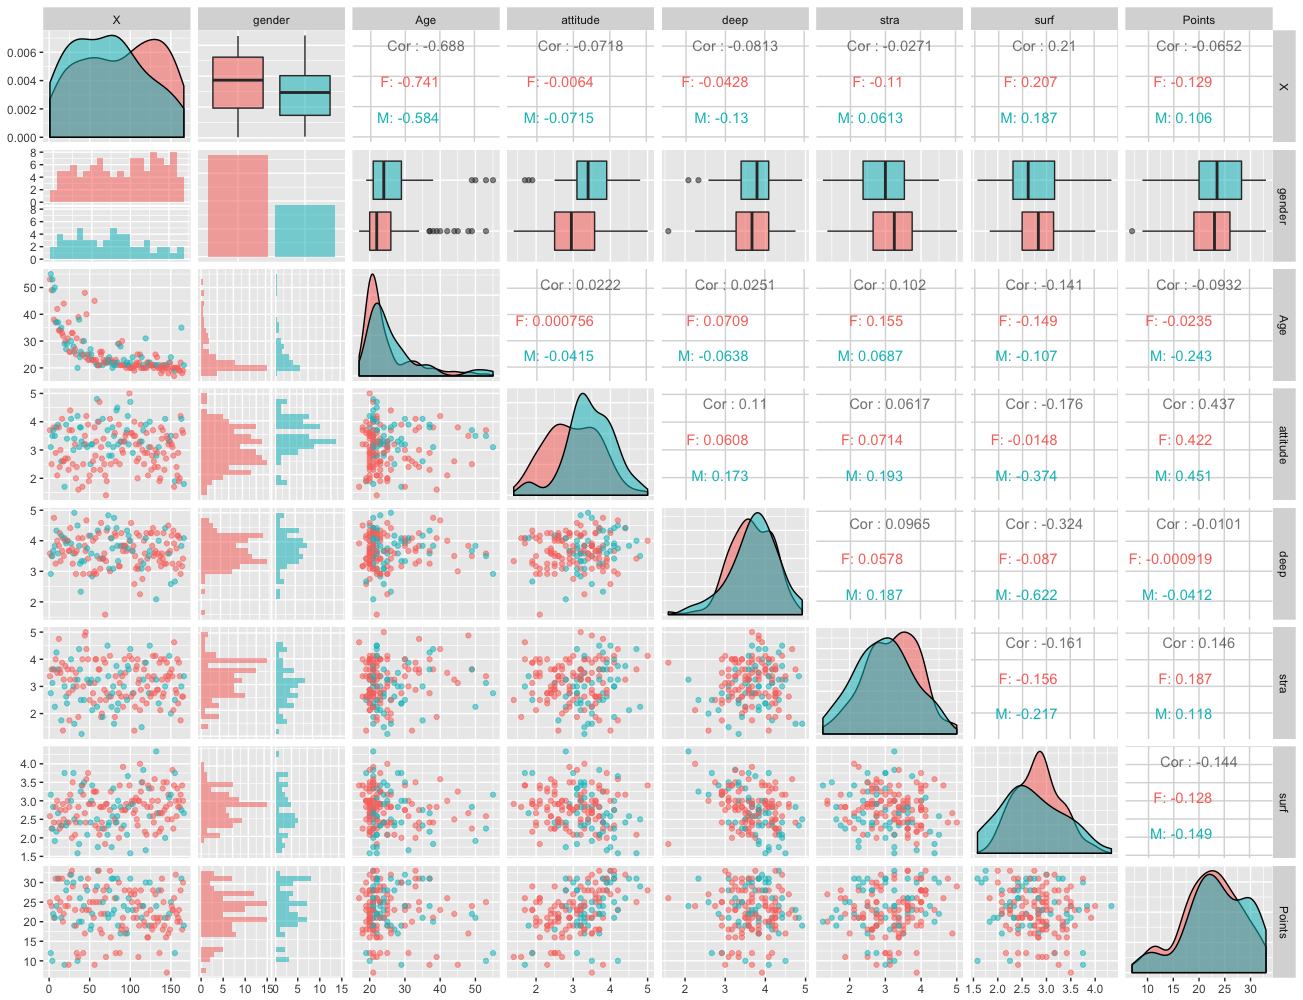 X gender Age attitude deep stra surf Points
0.006 0.004 0.002 0.000
Cor : -0.688 Cor : -0.0718 Cor : -0.0813 Cor : -0.0271 Cor : 0.21 Cor : -0.0652
F: -0.741 F: -0.0064 F: -0.0428 F: -0.11 F: 0.207 F: -0.129
M: -0.584 M: -0.0715 M: -0.13 M: 0.0613 M: 0.187 M: 0.106
X
8 6 4 2 0
8 6 4 2 0
gender
50 40 30 20
Cor : 0.0222 Cor : 0.0251 Cor : 0.102 Cor : -0.141 Cor : -0.0932
F: 0.000756 F: 0.0709 F: 0.155 F: -0.149 F: -0.0235
M: -0.0415 M: -0.0638 M: 0.0687 M: -0.107 M: -0.243
Age
5 4 3 2
Cor : 0.11 Cor : 0.0617 Cor : -0.176 Cor : 0.437
F: 0.0608 F: 0.0714 F: -0.0148 F: 0.422
M: 0.173 M: 0.193 M: -0.374 M: 0.451
attitude
5 4 3 2
Cor : 0.0965 Cor : -0.324 Cor : -0.0101
F: 0.0578 F: -0.087 F: -0.000919
M: 0.187 M: -0.622 M: -0.0412
deep
5 4 3 2
Cor : -0.161 Cor : 0.146
F: -0.156 F: 0.187
M: -0.217 M: 0.118
stra
4.0 3.5 3.0 2.5 2.0 1.5
Cor : -0.144
F: -0.128
M: -0.149
surf
30 25 20 15 10
Points
0 50 100 150 0 5 10 15 0 5 10 15 20 30 40 50 2 3 4 5 2 3 4 5 2 3 4 5 1.5 2.0 2.5 3.0 3.5 4.0 10 15 20 25 30